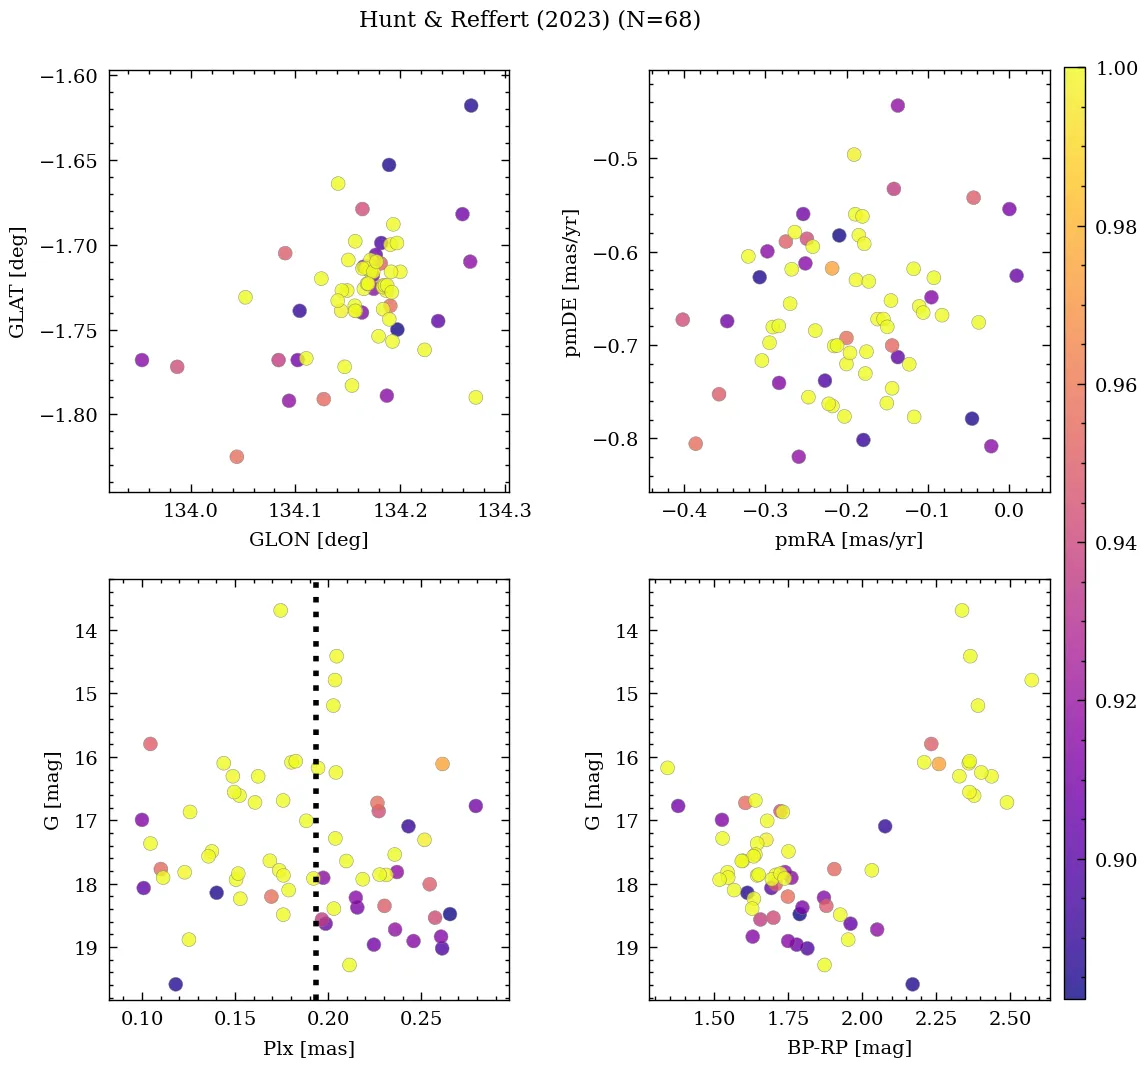 Hunt & Reffert (2023) (N=68)
−1.60
−1.65
−1.70
−1.75
−1.80
GLAT [deg]
134.0 134.1 134.2 134.3
GLON [deg]
−0.5
−0.6
−0.7
−0.8
pmDE [mas/yr]
−0.4 −0.3 −0.2 −0.1 0.0
pmRA [mas/yr]
14
15
16
17
18
19
G [mag]
0.10 0.15 0.20 0.25
Plx [mas]
14
15
16
17
18
19
G [mag]
1.50 1.75 2.00 2.25 2.50
BP-RP [mag]
1.00
0.98
0.96
0.94
0.92
0.90